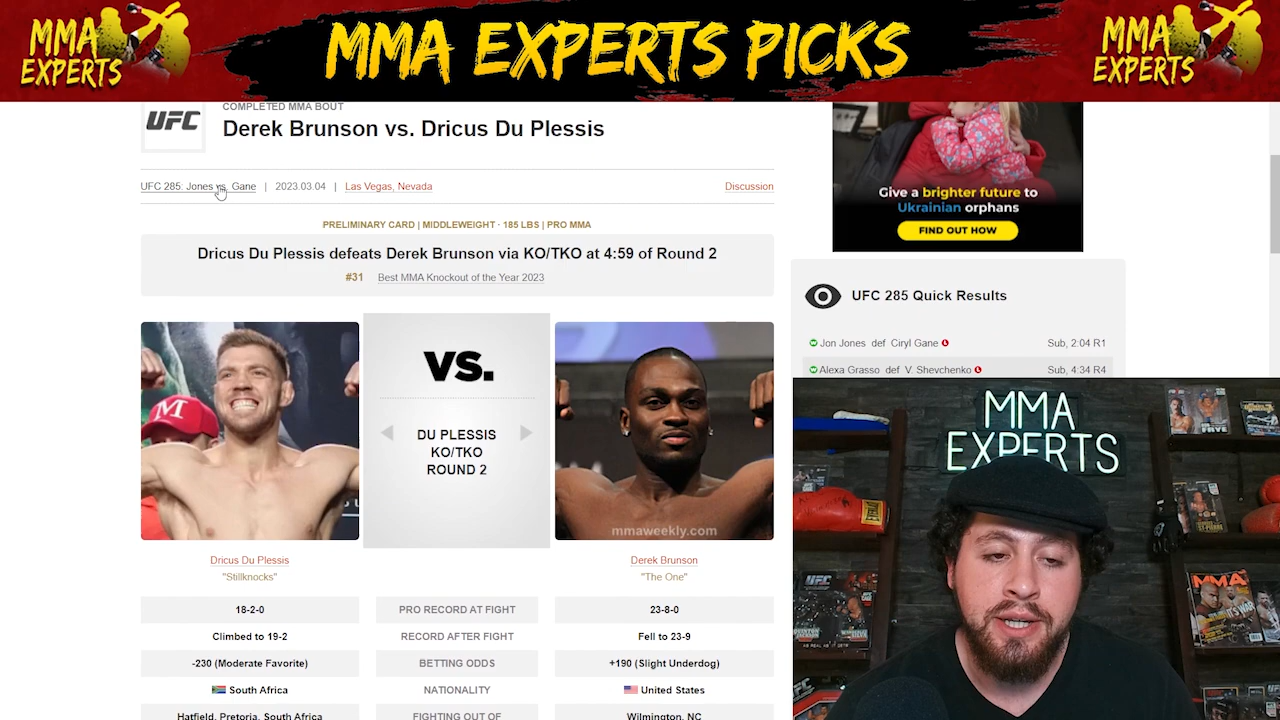 MMA EXPERTS
MMA EXPERTS PICKS
MMA EXPERTS
COMPLETED MMA BOUT
UFC
Derek Brunson vs. Dricus Du Plessis
UFC 285: Jones vs. Gane | 2023.03.04 | Las Vegas, Nevada
Discussion
PRELIMINARY CARD | MIDDLEWEIGHT · 185 LBS | PRO MMA
Dricus Du Plessis defeats Derek Brunson via KO/TKO at 4:59 of Round 2
#31 Best MMA Knockout of the Year 2023
M
VS.
DU PLESSIS
KO/TKO
ROUND 2
mmaweekly.com
Dricus Du Plessis
"Stillknocks"
Derek Brunson
"The One"
18-2-0 PRO RECORD AT FIGHT 23-8-0
Climbed to 19-2 RECORD AFTER FIGHT Fell to 23-9
-230 (Moderate Favorite) BETTING ODDS +190 (Slight Underdog)
South Africa NATIONALITY United States
Hatfield, Pretoria, South Africa FIGHTING OUT OF Wilmington, NC
Give a brighter future to
Ukrainian orphans
FIND OUT HOW
UFC 285 Quick Results
Jon Jones def Ciryl Gane Sub, 2:04 R1
Alexa Grasso def V. Shevchenko Sub, 4:34 R4
MMA
EXPERTS
UFC
MMA